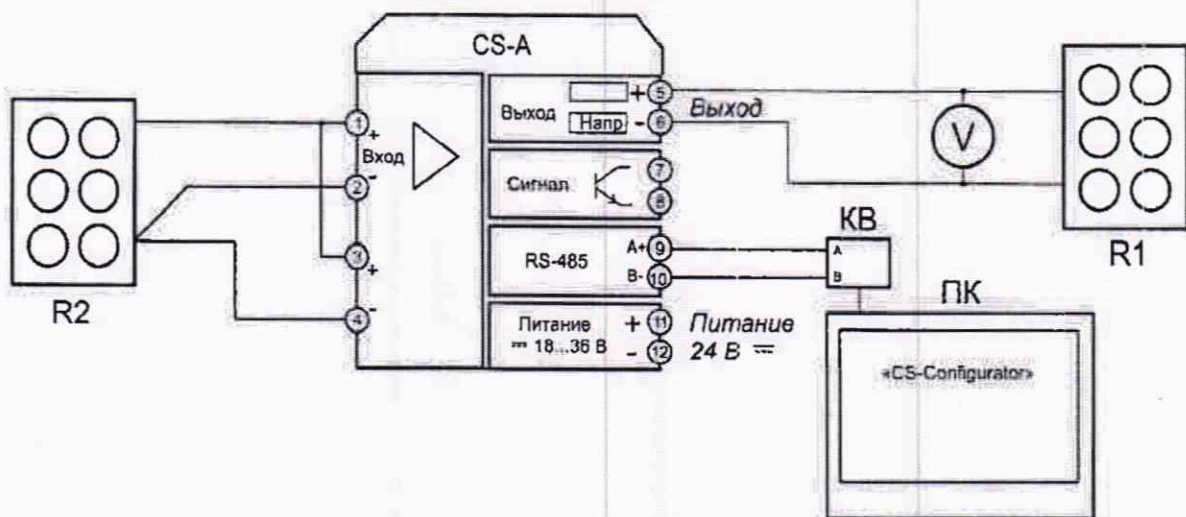 CS-A
1
+
Вход
-
2
3
+
-
4
R2
Выход
Напр
+
5
-
6
Выход
Сигнал
7
8
RS-485
A+
9
B-
10
Питание
⎓ 18...36 В
+
11
-
12
Питание
24 В ⎓
V
R1
КВ
A
B
ПК
«CS-Configurator»